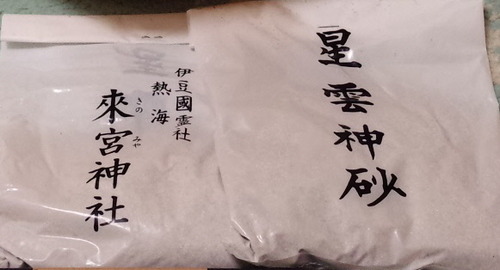 伊豆國霊社
熱海
來宮神社
きの
みや
星雲神砂